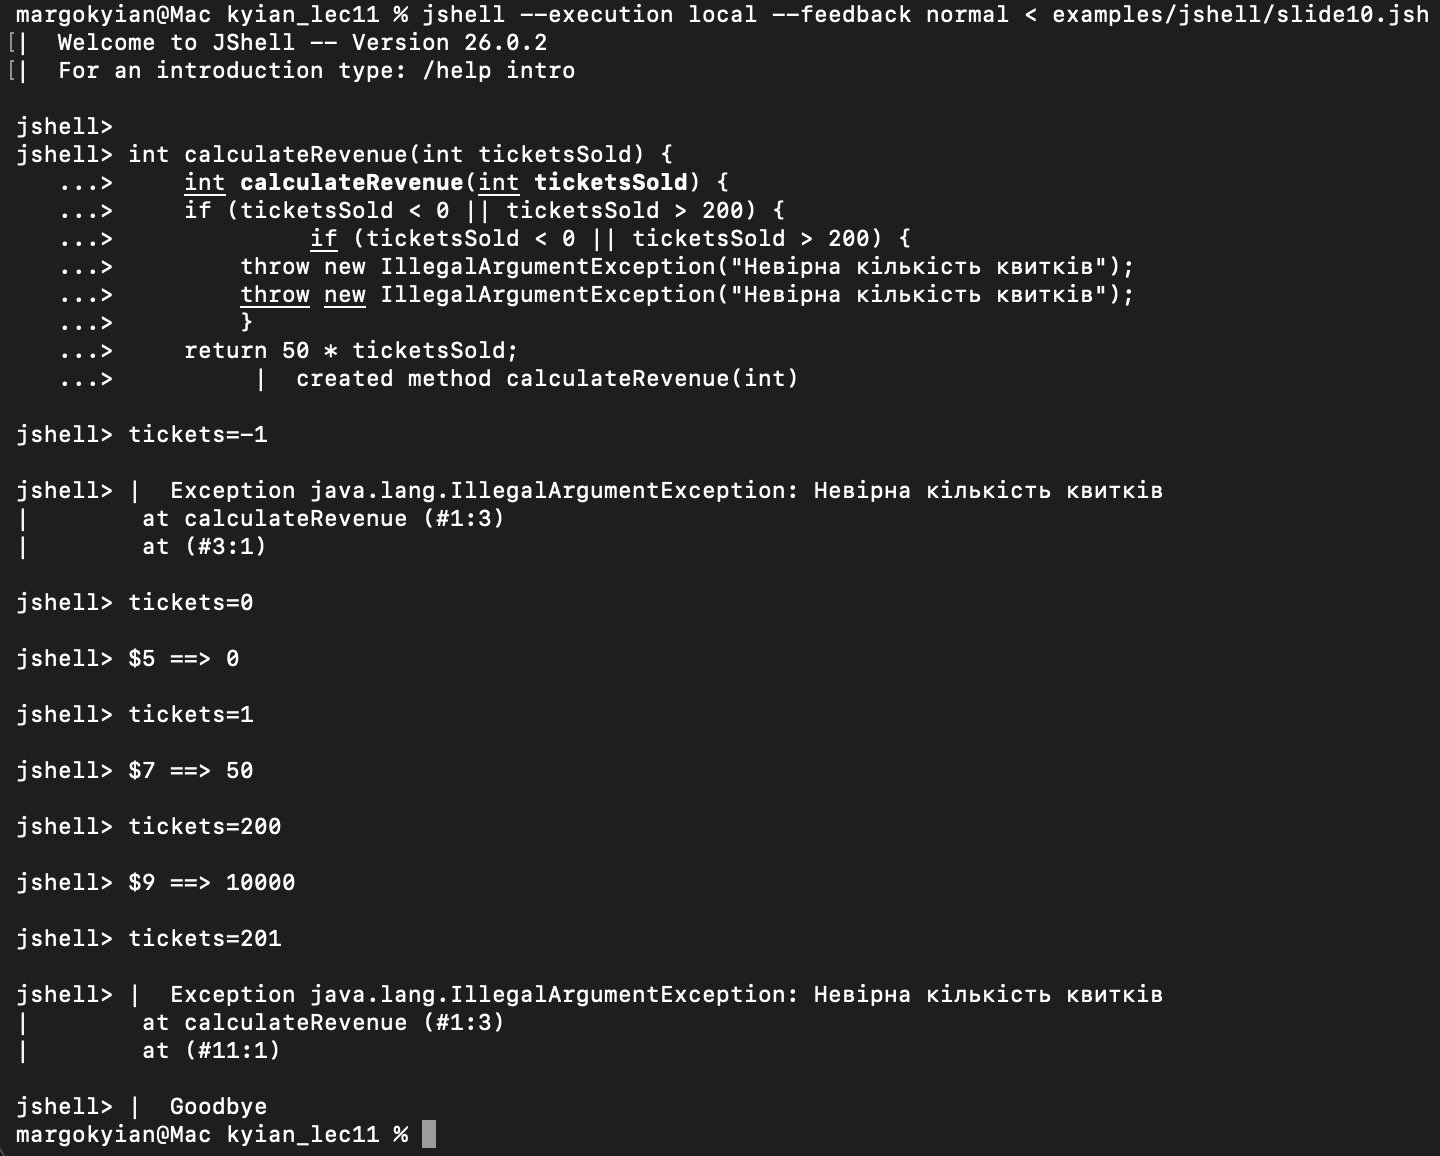 margokyian@Mac kyian_lec11 % jshell --execution local --feedback normal < examples/jshell/slide10.jsh
[|  Welcome to JShell -- Version 26.0.2
[|  For an introduction type: /help intro
jshell>
jshell> int calculateRevenue(int ticketsSold) {
   ...>     int calculateRevenue(int ticketsSold) {
   ...>     if (ticketsSold < 0 || ticketsSold > 200) {
   ...>              if (ticketsSold < 0 || ticketsSold > 200) {
   ...>         throw new IllegalArgumentException("Невірна кількість квитків");
   ...>         throw new IllegalArgumentException("Невірна кількість квитків");
   ...>         }
   ...>     return 50 * ticketsSold;
   ...>          |  created method calculateRevenue(int)
jshell> tickets=-1
jshell> |  Exception java.lang.IllegalArgumentException: Невірна кількість квитків
|        at calculateRevenue (#1:3)
|        at (#3:1)
jshell> tickets=0
jshell> $5 ==> 0
jshell> tickets=1
jshell> $7 ==> 50
jshell> tickets=200
jshell> $9 ==> 10000
jshell> tickets=201
jshell> |  Exception java.lang.IllegalArgumentException: Невірна кількість квитків
|        at calculateRevenue (#1:3)
|        at (#11:1)
jshell> |  Goodbye
margokyian@Mac kyian_lec11 %